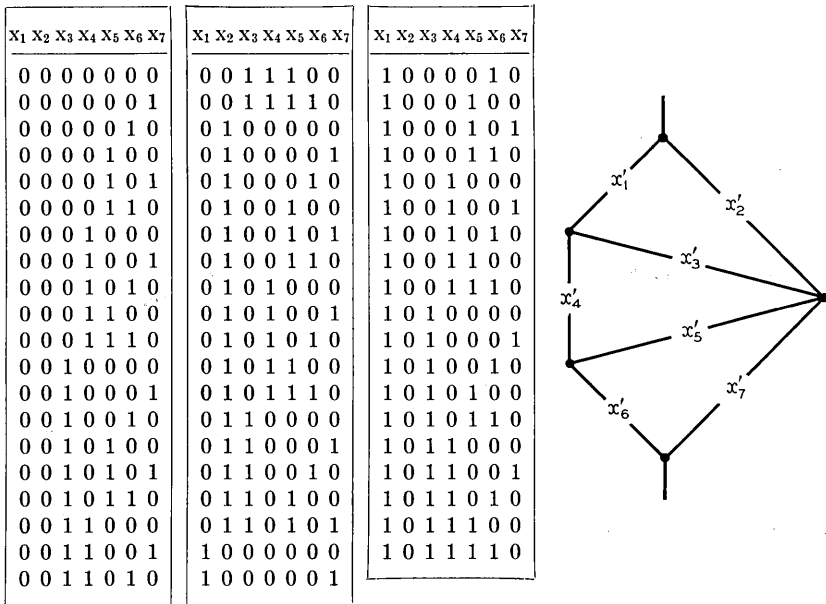 x₁ x₂ x₃ x₄ x₅ x₆ x₇
0 0 0 0 0 0 0
0 0 0 0 0 0 1
0 0 0 0 0 1 0
0 0 0 0 1 0 0
0 0 0 0 1 0 1
0 0 0 0 1 1 0
0 0 0 1 0 0 0
0 0 0 1 0 0 1
0 0 0 1 0 1 0
0 0 0 1 1 0 0
0 0 0 1 1 1 0
0 0 1 0 0 0 0
0 0 1 0 0 0 1
0 0 1 0 0 1 0
0 0 1 0 1 0 0
0 0 1 0 1 0 1
0 0 1 0 1 1 0
0 0 1 1 0 0 0
0 0 1 1 0 0 1
0 0 1 1 0 1 0
x₁ x₂ x₃ x₄ x₅ x₆ x₇
0 0 1 1 1 0 0
0 0 1 1 1 1 0
0 1 0 0 0 0 0
0 1 0 0 0 0 1
0 1 0 0 0 1 0
0 1 0 0 1 0 0
0 1 0 0 1 0 1
0 1 0 0 1 1 0
0 1 0 1 0 0 0
0 1 0 1 0 0 1
0 1 0 1 0 1 0
0 1 0 1 1 0 0
0 1 0 1 1 1 0
0 1 1 0 0 0 0
0 1 1 0 0 0 1
0 1 1 0 0 1 0
0 1 1 0 1 0 0
0 1 1 0 1 0 1
1 0 0 0 0 0 0
1 0 0 0 0 0 1
x₁ x₂ x₃ x₄ x₅ x₆ x₇
1 0 0 0 0 1 0
1 0 0 0 1 0 0
1 0 0 0 1 0 1
1 0 0 0 1 1 0
1 0 0 1 0 0 0
1 0 0 1 0 0 1
1 0 0 1 0 1 0
1 0 0 1 1 0 0
1 0 0 1 1 1 0
1 0 1 0 0 0 0
1 0 1 0 0 0 1
1 0 1 0 0 1 0
1 0 1 0 1 0 0
1 0 1 0 1 1 0
1 0 1 1 0 0 0
1 0 1 1 0 0 1
1 0 1 1 0 1 0
1 0 1 1 1 0 0
1 0 1 1 1 1 0
x′₁
x′₂
x′₃
x′₄
x′₅
x′₆
x′₇